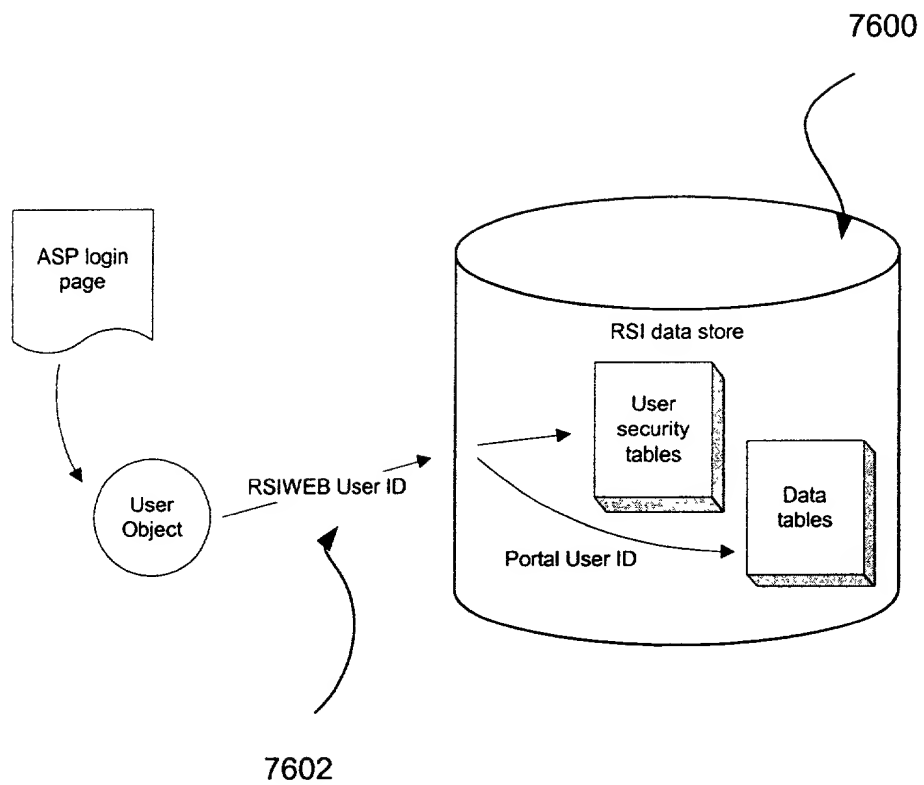 7600
ASP login
page
RSI data store
User
security
tables
RSIWEB User ID
User
Object
Data
tables
Portal User ID
7602